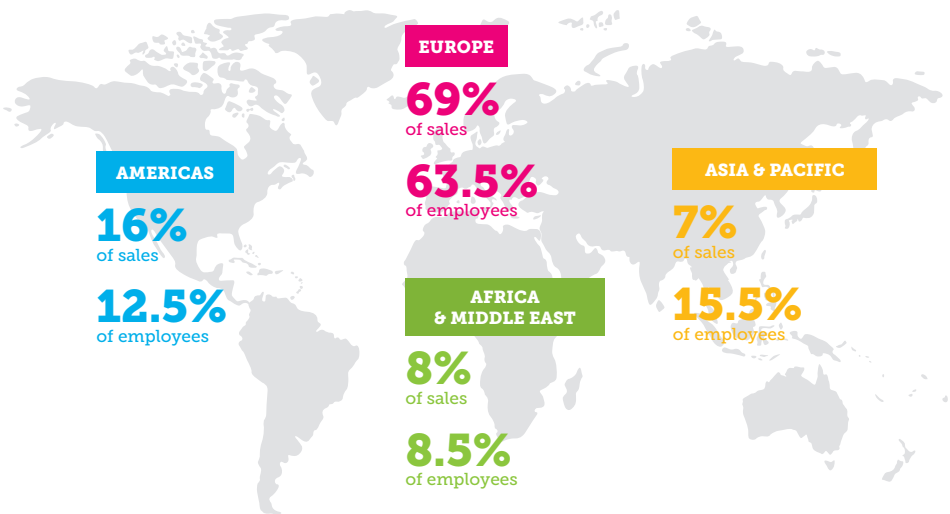 EUROPE
69%
of sales
63.5%
of employees
AMERICAS
16%
of sales
12.5%
of employees
ASIA & PACIFIC
7%
of sales
15.5%
of employees
AFRICA
& MIDDLE EAST
8%
of sales
8.5%
of employees